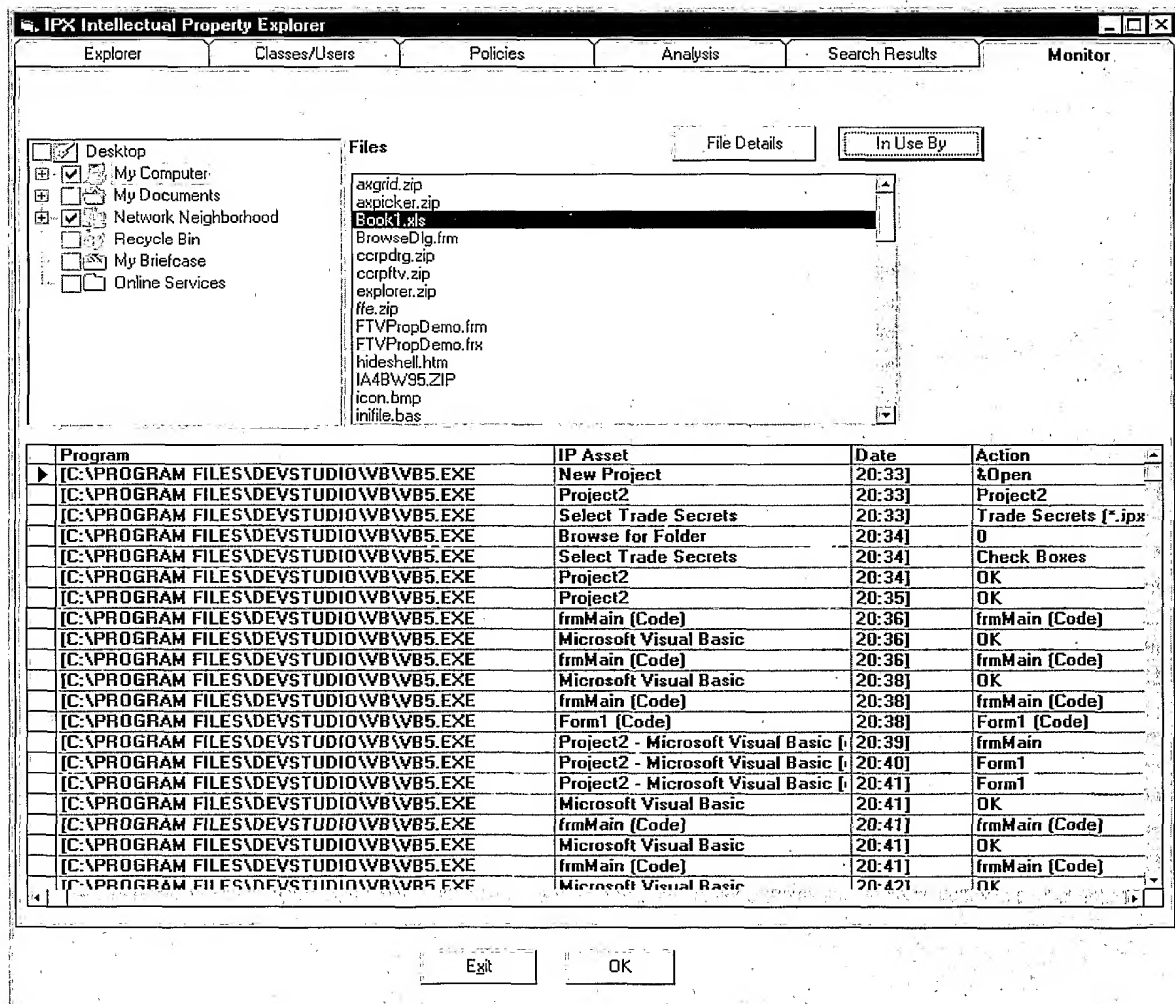 IPX Intellectual Property Explorer
Explorer Classes/Users Policies Analysis Search Results Monitor
File Details In Use By
Desktop
My Computer
My Documents
Network Neighborhood
Recycle Bin
My Briefcase
Online Services
Files
axgrid.zip
axpicker.zip
Book1.xls
BrowseDlg.frm
ccrpdrg.zip
ccrpftv.zip
explorer.zip
ffe.zip
FTVPropDemo.frm
FTVPropDemo.frx
hideshell.htm
IA4BW95.ZIP
icon.bmp
inifile.bas
Program IP Asset Date Action
[C:\PROGRAM FILES\DEVSTUDIO\VB\VB5.EXE New Project 20:33] &Open
[C:\PROGRAM FILES\DEVSTUDIO\VB\VB5.EXE Project2 20:33] Project2
[C:\PROGRAM FILES\DEVSTUDIO\VB\VB5.EXE Select Trade Secrets 20:33] Trade Secrets (*.ipx
[C:\PROGRAM FILES\DEVSTUDIO\VB\VB5.EXE Browse for Folder 20:34] 0
[C:\PROGRAM FILES\DEVSTUDIO\VB\VB5.EXE Select Trade Secrets 20:34] Check Boxes
[C:\PROGRAM FILES\DEVSTUDIO\VB\VB5.EXE Project2 20:34] OK
[C:\PROGRAM FILES\DEVSTUDIO\VB\VB5.EXE Project2 20:35] OK
[C:\PROGRAM FILES\DEVSTUDIO\VB\VB5.EXE frmMain (Code) 20:36] frmMain (Code)
[C:\PROGRAM FILES\DEVSTUDIO\VB\VB5.EXE Microsoft Visual Basic 20:36] OK
[C:\PROGRAM FILES\DEVSTUDIO\VB\VB5.EXE frmMain (Code) 20:36] frmMain (Code)
[C:\PROGRAM FILES\DEVSTUDIO\VB\VB5.EXE Microsoft Visual Basic 20:38] OK
[C:\PROGRAM FILES\DEVSTUDIO\VB\VB5.EXE frmMain (Code) 20:38] frmMain (Code)
[C:\PROGRAM FILES\DEVSTUDIO\VB\VB5.EXE Form1 (Code) 20:38] Form1 (Code)
[C:\PROGRAM FILES\DEVSTUDIO\VB\VB5.EXE Project2 - Microsoft Visual Basic [ 20:39] frmMain
[C:\PROGRAM FILES\DEVSTUDIO\VB\VB5.EXE Project2 - Microsoft Visual Basic [ 20:40] Form1
[C:\PROGRAM FILES\DEVSTUDIO\VB\VB5.EXE Project2 - Microsoft Visual Basic [ 20:41] Form1
[C:\PROGRAM FILES\DEVSTUDIO\VB\VB5.EXE Microsoft Visual Basic 20:41] OK
[C:\PROGRAM FILES\DEVSTUDIO\VB\VB5.EXE frmMain (Code) 20:41] frmMain (Code)
[C:\PROGRAM FILES\DEVSTUDIO\VB\VB5.EXE Microsoft Visual Basic 20:41] OK
[C:\PROGRAM FILES\DEVSTUDIO\VB\VB5.EXE frmMain (Code) 20:41] frmMain (Code)
[C:\PROGRAM FILES\DEVSTUDIO\VB\VB5.EXE Microsoft Visual Basic 20:42] OK
Exit OK